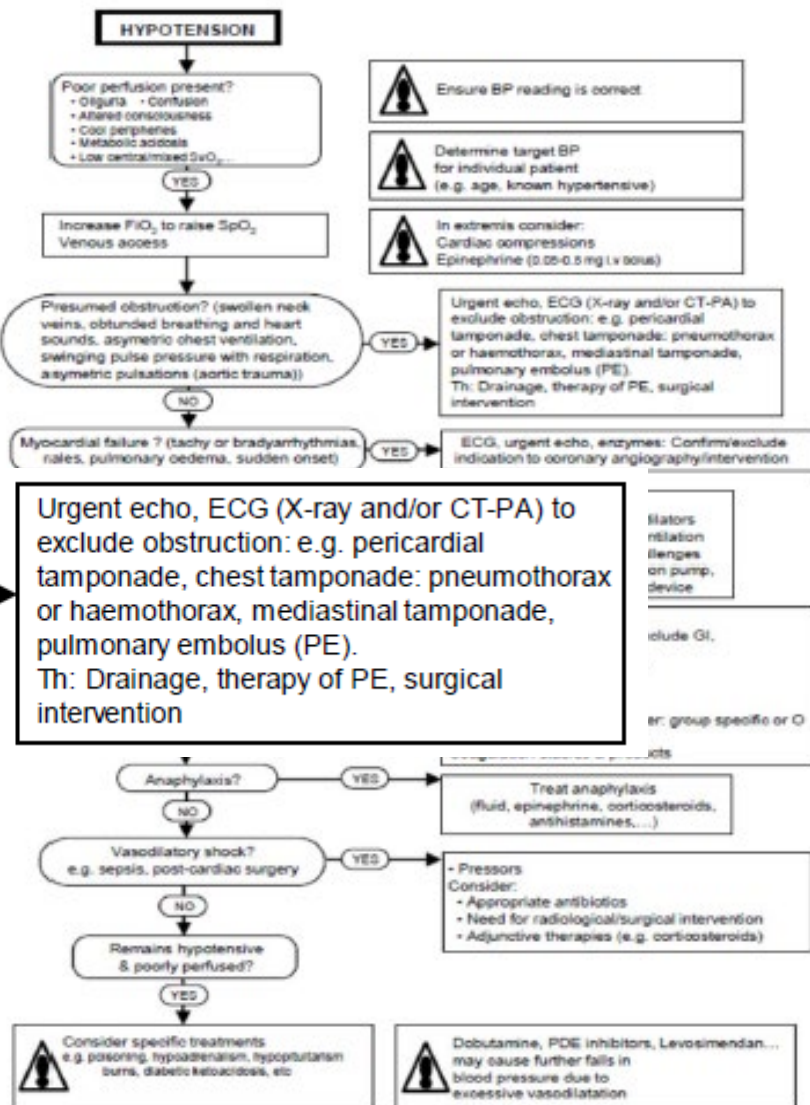 HYPOTENSION
Poor perfusion present?
• Oliguria • Confusion
• Altered consciousness
• Cool peripheries
• Metabolic acidosis
• Low central/mixed SvO₂...
YES
Increase FiO₂ to raise SpO₂
Venous access
Ensure BP reading is correct
Determine target BP
for individual patient
(e.g. age, known hypertensive)
In extremis consider:
Cardiac compressions
Epinephrine (0.05-0.5 mg i.v bolus)
Presumed obstruction? (swollen neck
veins, obtunded breathing and heart
sounds, asymetric chest ventilation,
swinging pulse pressure with respiration,
asymetric pulsations (aortic trauma))
YES
Urgent echo, ECG (X-ray and/or CT-PA) to
exclude obstruction: e.g. pericardial
tamponade, chest tamponade: pneumothorax
or haemothorax, mediastinal tamponade,
pulmonary embolus (PE).
Th: Drainage, therapy of PE, surgical
intervention
NO
Myocardial failure ? (tachy or bradyarrhythmias,
rales, pulmonary oedema, sudden onset)
YES
ECG, urgent echo, enzymes: Confirm/exclude
indication to coronary angiography/intervention
Urgent echo, ECG (X-ray and/or CT-PA) to
exclude obstruction: e.g. pericardial
tamponade, chest tamponade: pneumothorax
or haemothorax, mediastinal tamponade,
pulmonary embolus (PE).
Th: Drainage, therapy of PE, surgical
intervention
on pump,
device
GI,
group specific or O
Anaphylaxis?
YES
Treat anaphylaxis
(fluid, epinephrine, corticosteroids,
antihistamines,...)
NO
Vasodilatory shock?
e.g. sepsis, post-cardiac surgery
YES
- Pressors
Consider:
• Appropriate antibiotics
• Need for radiological/surgical intervention
• Adjunctive therapies (e.g. corticosteroids)
NO
Remains hypotensive
& poorly perfused?
YES
Consider specific treatments
e.g. poisoning, hypoadrenalism, hypopituitarism
burns, diabetic ketoacidosis, etc
Dobutamine, PDE inhibitors, Levosimendan...
may cause further falls in
blood pressure due to
excessive vasodilatation